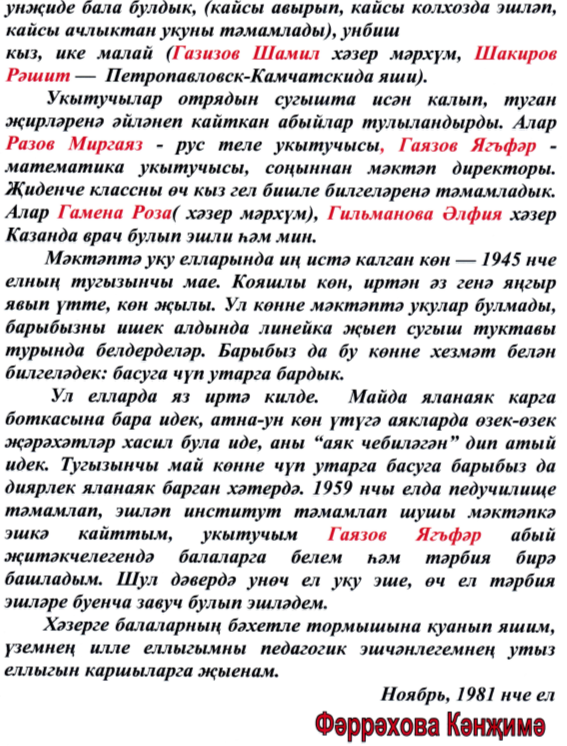 унҗиде бала булдык, (кайсы авырып, кайсы колхозда эшләп,
кайсы ачлыктан укуны тәмамлады), унбиш
кыз, ике малай (Газизов Шамил хәзер мәрхүм, Шакиров
Рәшит — Петропавловск-Камчатскида яши).
Укытучылар отрядын сугышта исән калып, туган
җирләренә әйләнеп кайткан абыйлар тулыландырды. Алар
Разов Миргаяз - рус теле укытучысы, Гаязов Ягъфәр -
математика укытучысы, соңыннан мәктәп директоры.
Җиденче классны өч кыз гел бишле билгеләренә тәмамладык.
Алар Гамена Роза( хәзер мәрхүм), Гильманова Әлфия хәзер
Казанда врач булып эшли һәм мин.
Мәктәптә уку елларында иң истә калган көн — 1945 нче
елның тугызынчы мае. Кояшлы көн, иртән әз генә яңгыр
явып үтте, көн җылы. Ул көнне мәктәптә укулар булмады,
барыбызны ишек алдында линейка җыеп сугыш туктавы
турында белдерделәр. Барыбыз да бу көнне хезмәт белән
билгеләдек: басуга чүп утарга бардык.
Ул елларда яз иртә килде. Майда яланаяк карга
боткасына бара идек, атна-ун көн үтүгә аякларда өзек-өзек
җәрәхәтләр хасил була иде, аны “аяк чебиләгән” дип атый
идек. Тугызынчы май көнне чүп утарга басуга барыбыз да
диярлек яланаяк барган хәтердә. 1959 нчы елда педучилище
тәмамлап, эшләп институт тәмамлап шушы мәктәпкә
эшкә кайттым, укытучым Гаязов Ягъфәр абый
җитәкчелегендә балаларга белем һәм тәрбия бирә
башладым. Шул дәвердә унөч ел уку эше, өч ел тәрбия
эшләре буенча завуч булып эшләдем.
Хәзерге балаларның бәхетле тормышына куанып яшим,
үземнең илле еллыгымны педагогик эшчәнлегемнең утыз
еллыгын каршыларга җыенам.
Ноябрь, 1981 нче ел
Фәррәхова Кәнҗимә